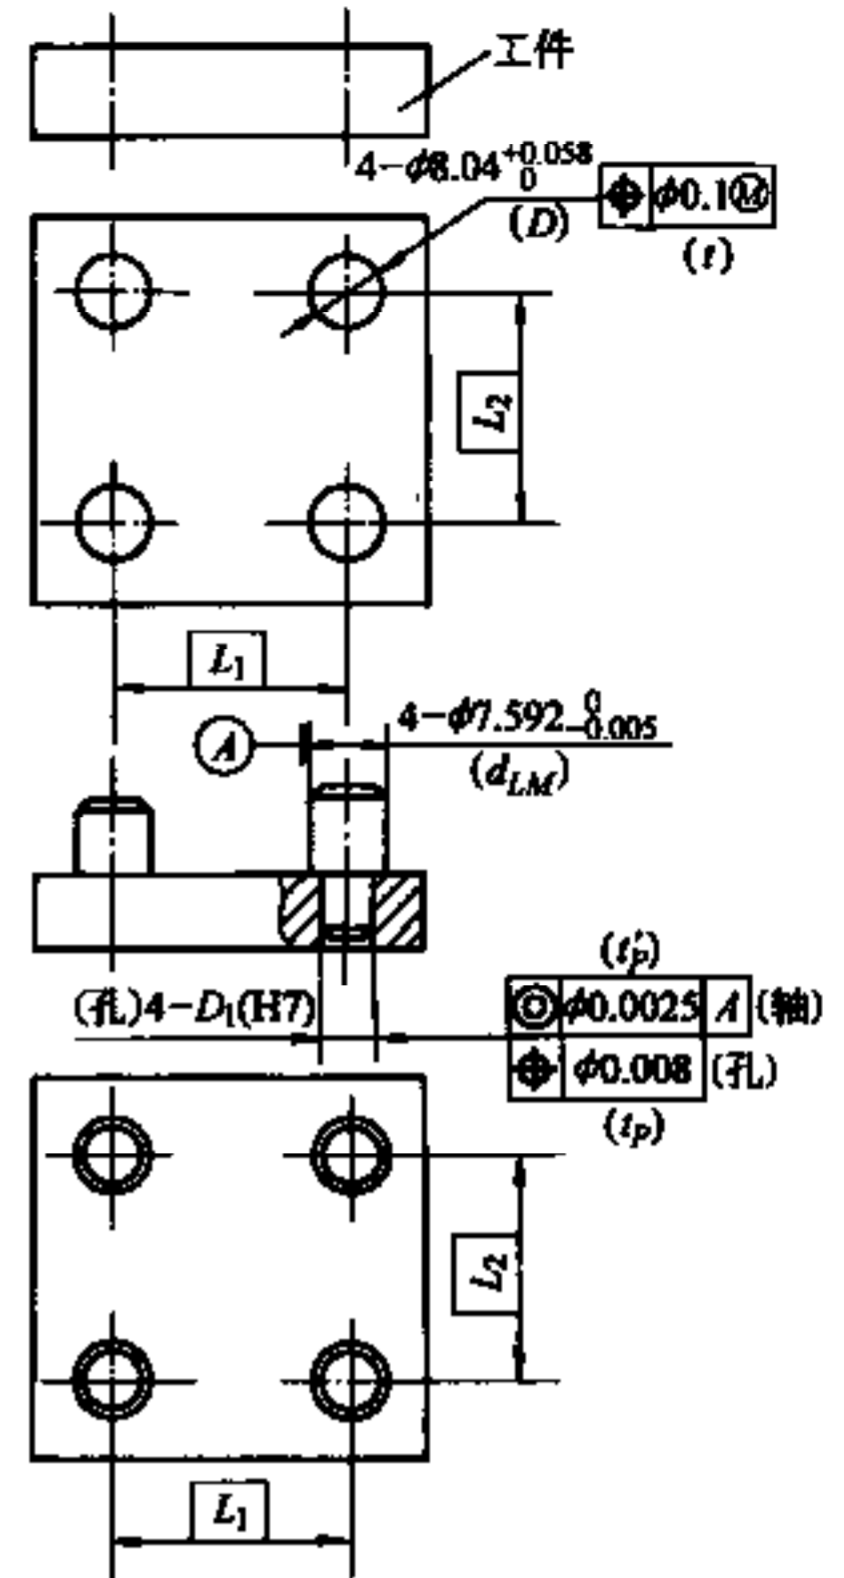 工件
4-φ8.04 +0.058 0
(D)
⌖ φ0.1Ⓜ
(t)
L₂
L₁
A
4-φ7.592 0 -0.005
(d_LM)
(t′p)
(孔)4-D₁(H7)
◎ φ0.0025 A (轴)
⌖ φ0.008 (孔)
(tp)
L₂
L₁